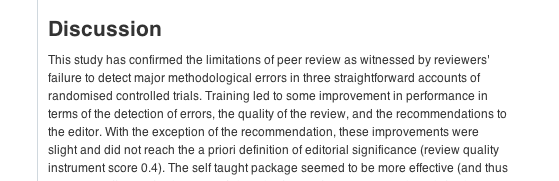 Discussion
This study has confirmed the limitations of peer review as witnessed by reviewers'
failure to detect major methodological errors in three straightforward accounts of
randomised controlled trials. Training led to some improvement in performance in
terms of the detection of errors, the quality of the review, and the recommendations to
the editor. With the exception of the recommendation, these improvements were
slight and did not reach the a priori definition of editorial significance (review quality
instrument score 0.4). The self taught package seemed to be more effective (and thus